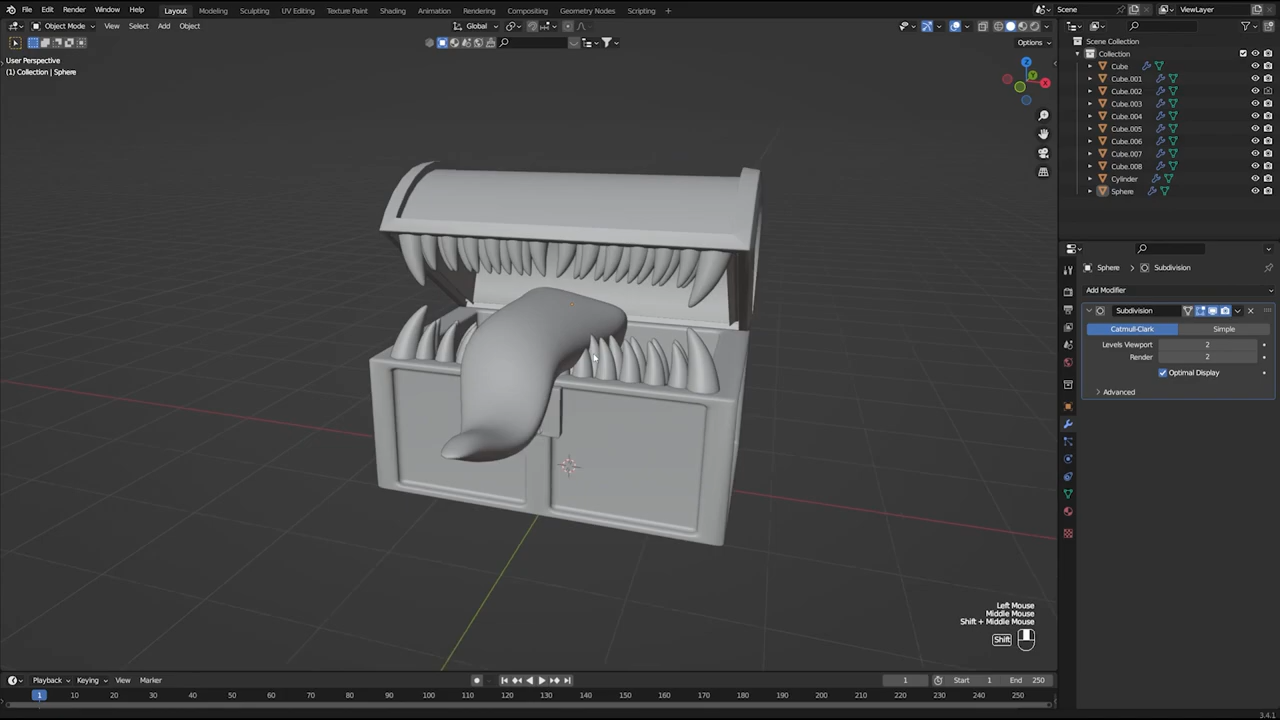 File Edit Render Window Help Layout Modeling Sculpting UV Editing Texture Paint Shading Animation Rendering Compositing Geometry Nodes Scripting Scene ViewLayer
Object Mode View Select Add Object Global
Options
User Perspective
(1) Collection | Sphere
Z
Y
X
Scene Collection
Collection
Cube
Cube.001
Cube.002
Cube.003
Cube.004
Cube.005
Cube.006
Cube.007
Cube.008
Cylinder
Sphere
Sphere > Subdivision
Add Modifier
Subdivision
Catmull-Clark Simple
Levels Viewport 2
Render 2
Optimal Display
Advanced
Left Mouse
Middle Mouse
Shift + Middle Mouse
Shift
Playback Keying View Marker 1 Start 1 End 250
1 10 20 30 40 50 60 70 80 90 100 110 120 130 140 150 160 170 180 190 200 210 220 230 240 250
3.4.1